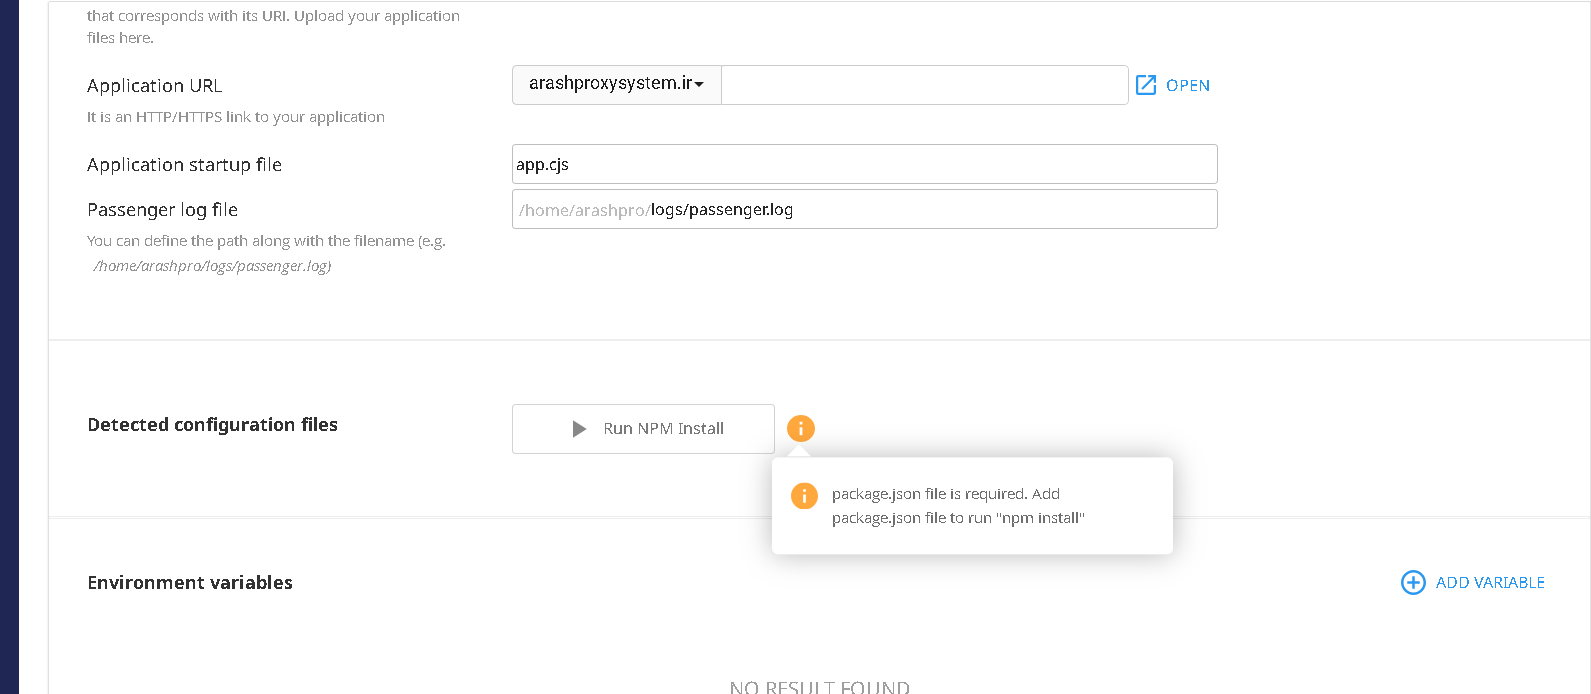 that corresponds with its URI. Upload your application
files here.
Application URL
arashproxysystem.ir
OPEN
It is an HTTP/HTTPS link to your application
Application startup file
app.cjs
Passenger log file
/home/arashpro/logs/passenger.log
You can define the path along with the filename (e.g.
/home/arashpro/logs/passenger.log)
Detected configuration files
Run NPM Install
package.json file is required. Add
package.json file to run "npm install"
Environment variables
ADD VARIABLE
NO RESULT FOUND